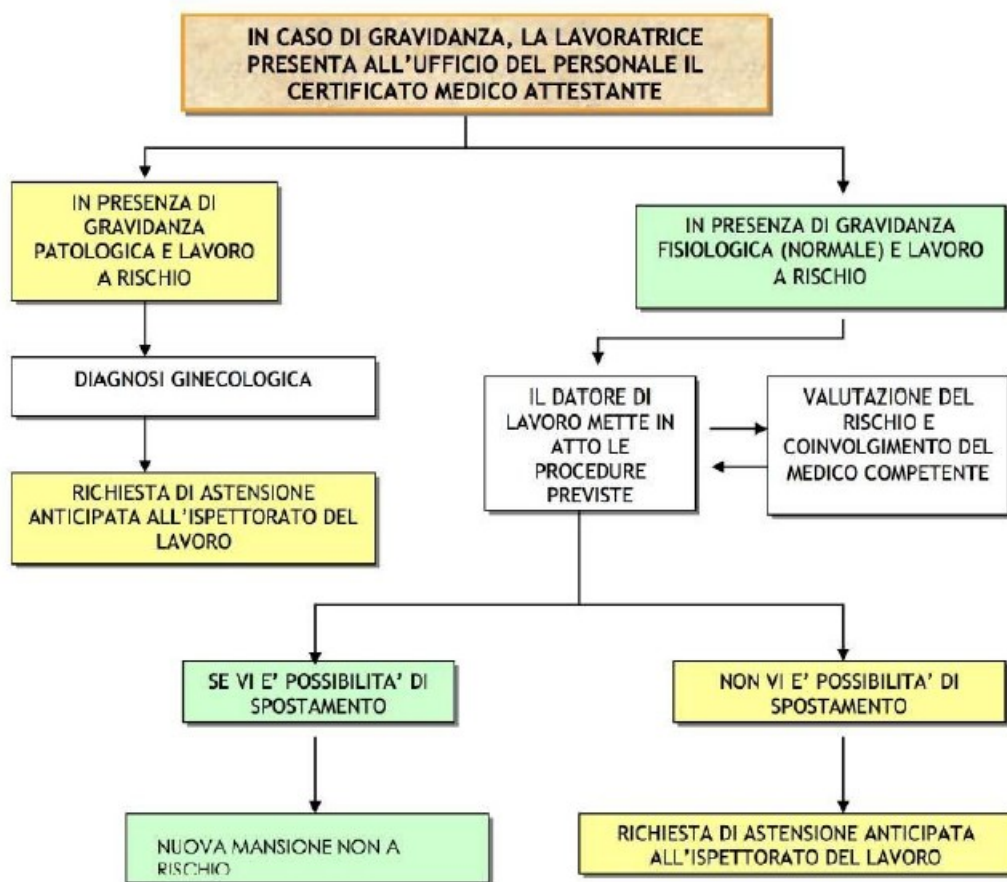 IN CASO DI GRAVIDANZA, LA LAVORATRICE
PRESENTA ALL'UFFICIO DEL PERSONALE IL
CERTIFICATO MEDICO ATTESTANTE
IN PRESENZA DI
GRAVIDANZA
PATOLOGICA E LAVORO
A RISCHIO
IN PRESENZA DI GRAVIDANZA
FISIOLOGICA (NORMALE) E LAVORO
A RISCHIO
DIAGNOSI GINECOLOGICA
IL DATORE DI
LAVORO METTE IN
ATTO LE
PROCEDURE
PREVISTE
VALUTAZIONE DEL
RISCHIO E
COINVOLGIMENTO DEL
MEDICO COMPETENTE
RICHIESTA DI ASTENSIONE
ANTICIPATA ALL'ISPETTORATO DEL
LAVORO
SE VI E' POSSIBILITA' DI
SPOSTAMENTO
NON VI E' POSSIBILITA' DI
SPOSTAMENTO
NUOVA MANSIONE NON A
RISCHIO
RICHIESTA DI ASTENSIONE ANTICIPATA
ALL'ISPETTORATO DEL LAVORO